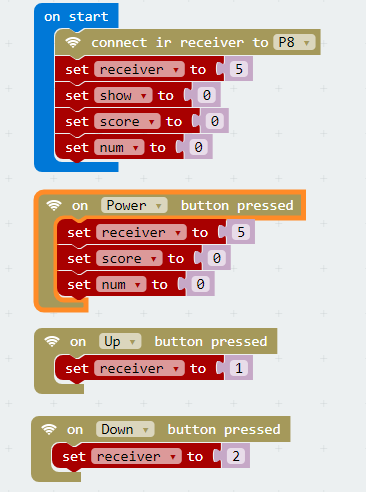 on start
connect ir receiver to P8
set receiver to 5
set show to 0
set score to 0
set num to 0
on Power button pressed
set receiver to 5
set score to 0
set num to 0
on Up button pressed
set receiver to 1
on Down button pressed
set receiver to 2